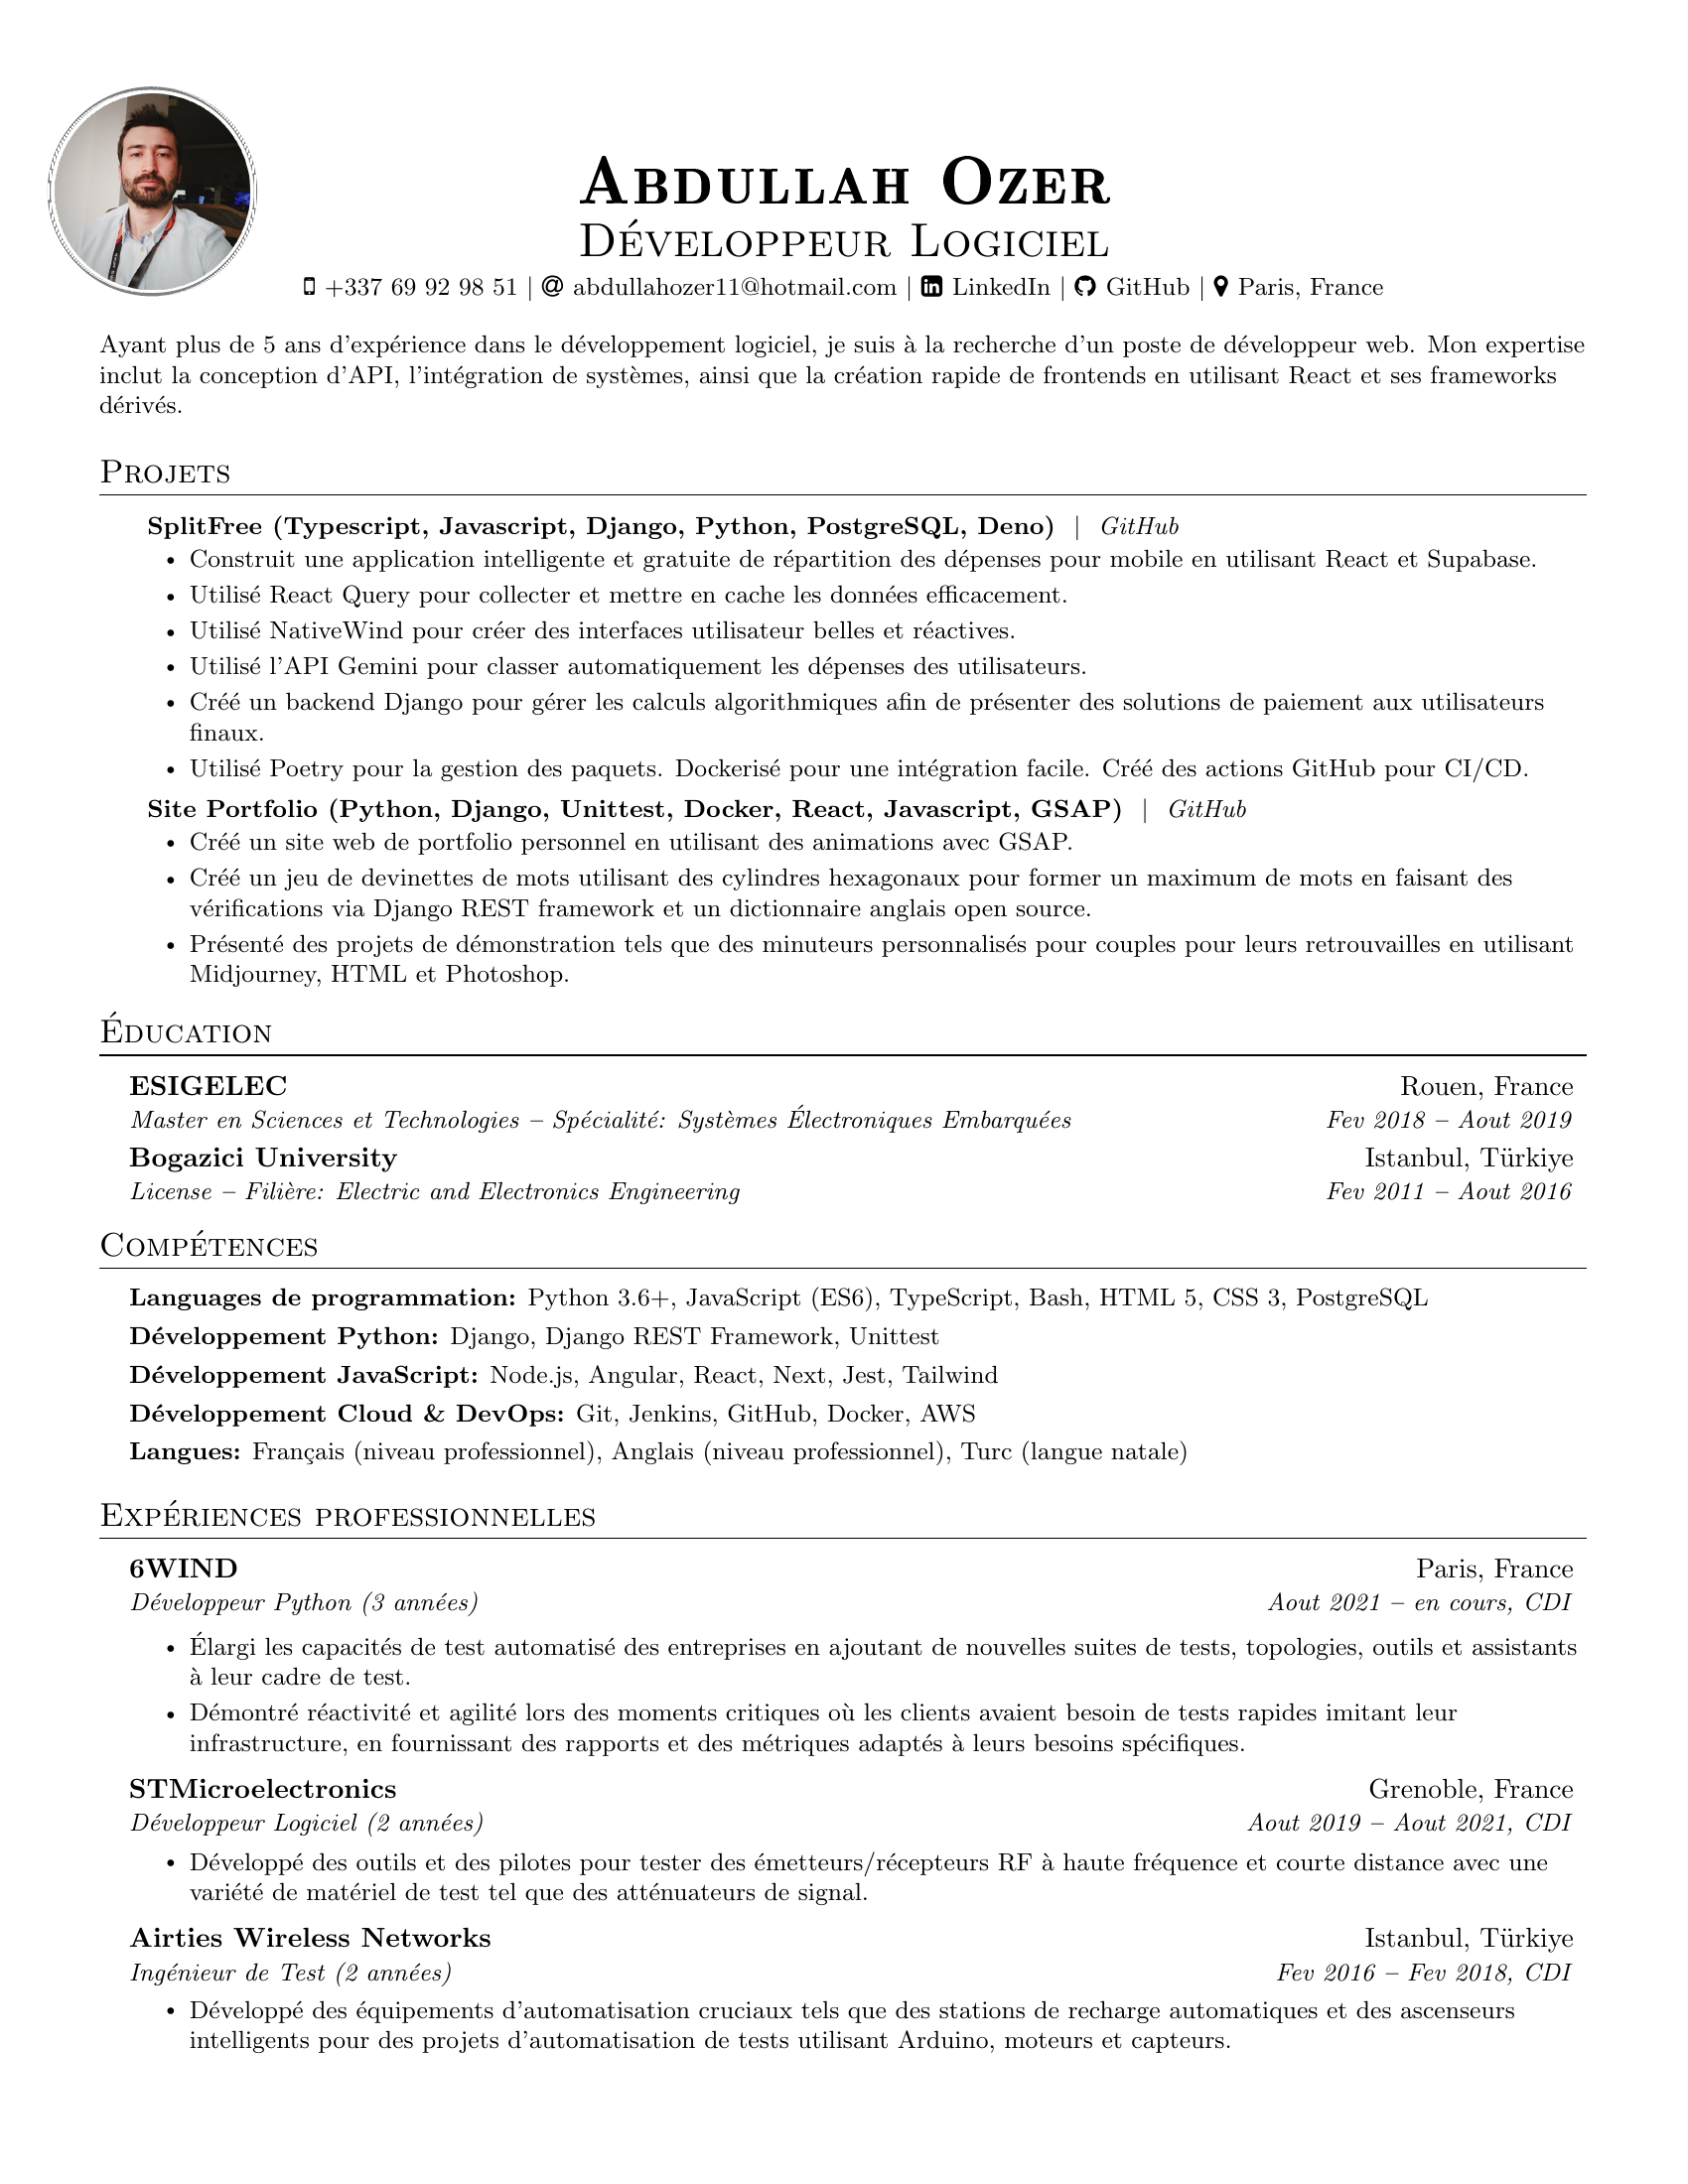 Abdullah Ozer
Développeur Logiciel
+337 69 92 98 51 | @ abdullahozer11@hotmail.com | LinkedIn | GitHub | Paris, France
Ayant plus de 5 ans d'expérience dans le développement logiciel, je suis à la recherche d'un poste de développeur web. Mon expertise
inclut la conception d'API, l'intégration de systèmes, ainsi que la création rapide de frontends en utilisant React et ses frameworks
dérivés.
Projets
SplitFree (Typescript, Javascript, Django, Python, PostgreSQL, Deno) | GitHub
• Construit une application intelligente et gratuite de répartition des dépenses pour mobile en utilisant React et Supabase.
• Utilisé React Query pour collecter et mettre en cache les données efficacement.
• Utilisé NativeWind pour créer des interfaces utilisateur belles et réactives.
• Utilisé l'API Gemini pour classer automatiquement les dépenses des utilisateurs.
• Créé un backend Django pour gérer les calculs algorithmiques afin de présenter des solutions de paiement aux utilisateurs
finaux.
• Utilisé Poetry pour la gestion des paquets. Dockerisé pour une intégration facile. Créé des actions GitHub pour CI/CD.
Site Portfolio (Python, Django, Unittest, Docker, React, Javascript, GSAP) | GitHub
• Créé un site web de portfolio personnel en utilisant des animations avec GSAP.
• Créé un jeu de devinettes de mots utilisant des cylindres hexagonaux pour former un maximum de mots en faisant des
vérifications via Django REST framework et un dictionnaire anglais open source.
• Présenté des projets de démonstration tels que des minuteurs personnalisés pour couples pour leurs retrouvailles en utilisant
Midjourney, HTML et Photoshop.
Éducation
ESIGELEC Rouen, France
Master en Sciences et Technologies – Spécialité: Systèmes Électroniques Embarquées Fev 2018 – Aout 2019
Bogazici University Istanbul, Türkiye
License – Filière: Electric and Electronics Engineering Fev 2011 – Aout 2016
Compétences
Languages de programmation: Python 3.6+, JavaScript (ES6), TypeScript, Bash, HTML 5, CSS 3, PostgreSQL
Développement Python: Django, Django REST Framework, Unittest
Développement JavaScript: Node.js, Angular, React, Next, Jest, Tailwind
Développement Cloud & DevOps: Git, Jenkins, GitHub, Docker, AWS
Langues: Français (niveau professionnel), Anglais (niveau professionnel), Turc (langue natale)
Expériences professionnelles
6WIND Paris, France
Développeur Python (3 années) Aout 2021 – en cours, CDI
• Élargi les capacités de test automatisé des entreprises en ajoutant de nouvelles suites de tests, topologies, outils et assistants
à leur cadre de test.
• Démontré réactivité et agilité lors des moments critiques où les clients avaient besoin de tests rapides imitant leur
infrastructure, en fournissant des rapports et des métriques adaptés à leurs besoins spécifiques.
STMicroelectronics Grenoble, France
Développeur Logiciel (2 années) Aout 2019 – Aout 2021, CDI
• Développé des outils et des pilotes pour tester des émetteurs/récepteurs RF à haute fréquence et courte distance avec une
variété de matériel de test tel que des atténuateurs de signal.
Airties Wireless Networks Istanbul, Türkiye
Ingénieur de Test (2 années) Fev 2016 – Fev 2018, CDI
• Développé des équipements d'automatisation cruciaux tels que des stations de recharge automatiques et des ascenseurs
intelligents pour des projets d'automatisation de tests utilisant Arduino, moteurs et capteurs.